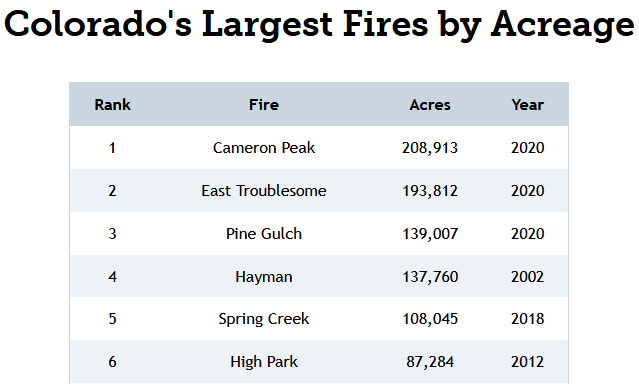 Colorado's Largest Fires by Acreage
Rank Fire Acres Year
1 Cameron Peak 208,913 2020
2 East Troublesome 193,812 2020
3 Pine Gulch 139,007 2020
4 Hayman 137,760 2002
5 Spring Creek 108,045 2018
6 High Park 87,284 2012